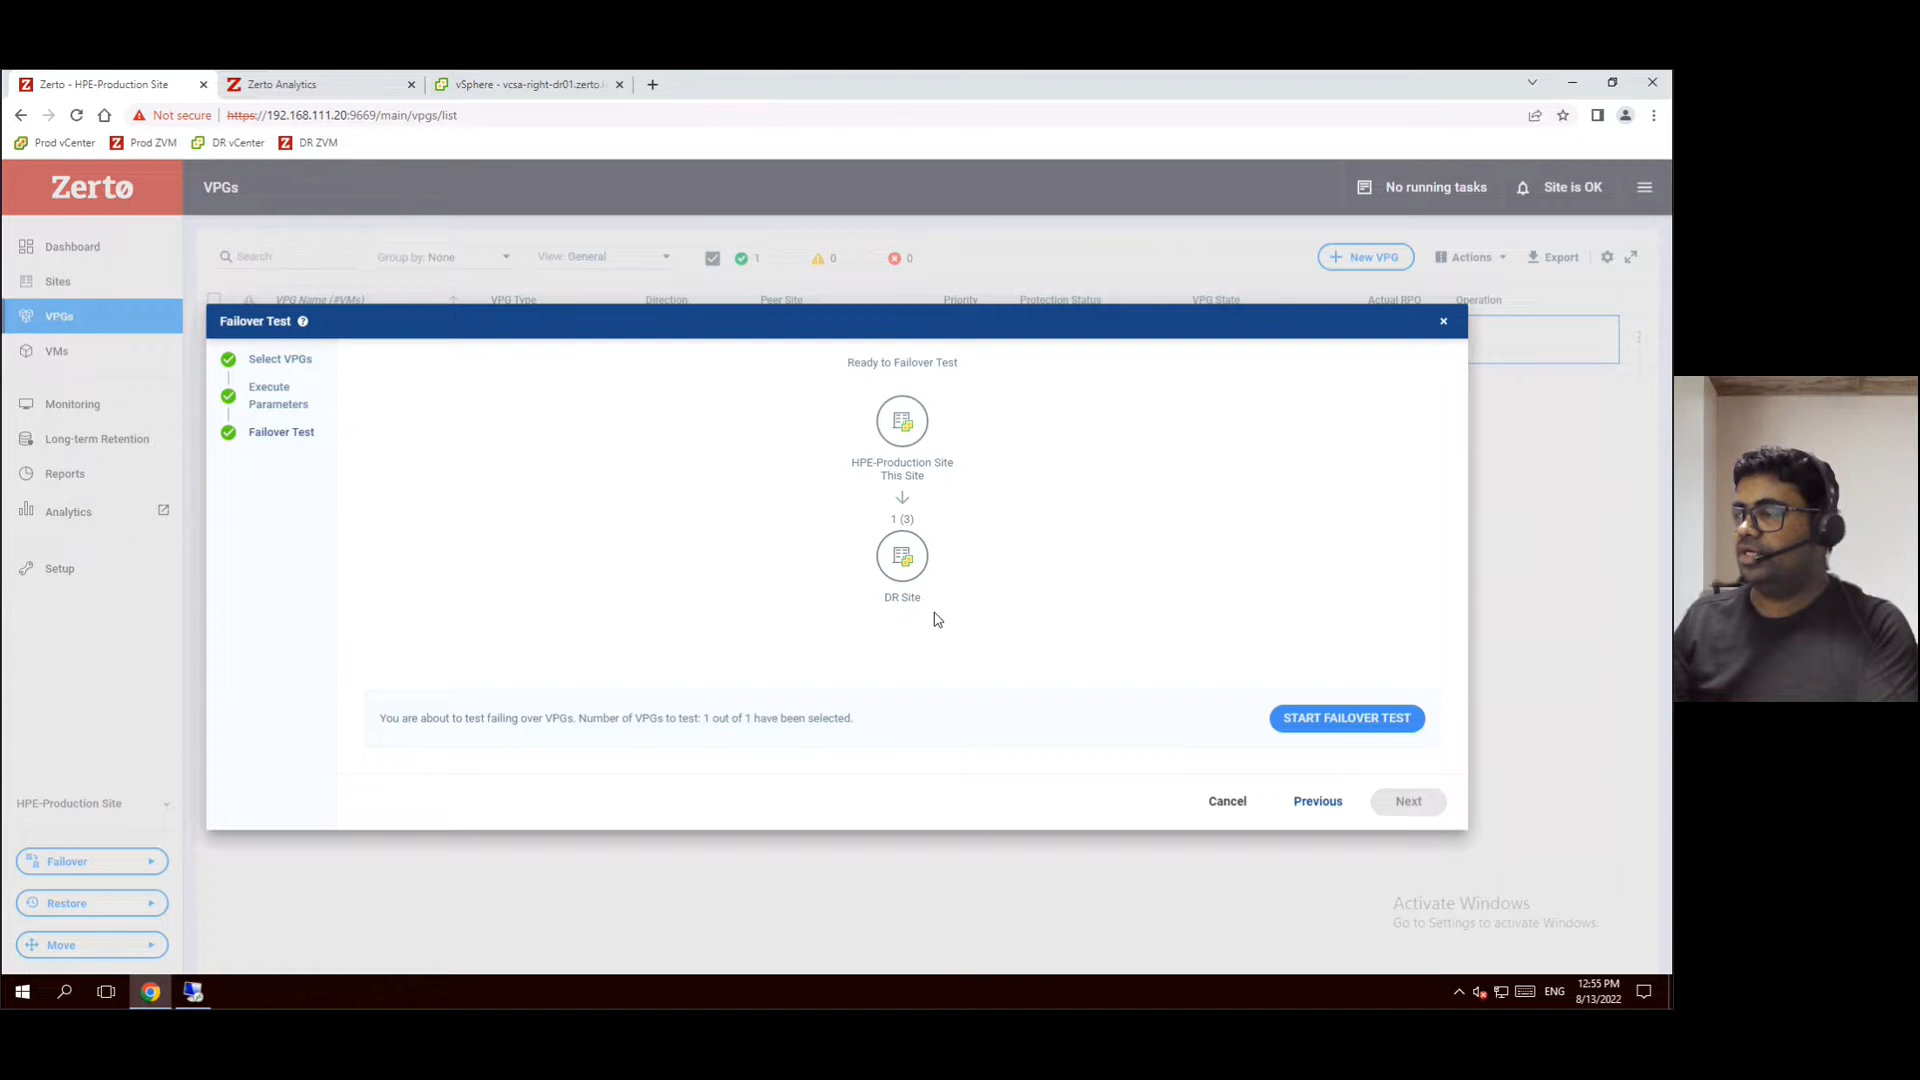 Zerto - HPE-Production Site
Zerto Analytics
vSphere - vcsa-right-dr01.zerto.
Not secure
https://192.168.111.20:9669/main/vpgs/list
Prod vCenter
Prod ZVM
DR vCenter
DR ZVM
Zerto
VPGs
No running tasks
Site is OK
Dashboard
Sites
VPGs
VMs
Monitoring
Long-term Retention
Reports
Analytics
Setup
Search
Group by: None
View: General
1
0
0
New VPG
Actions
Export
VPG Name (#VMs)
VPG Type
Direction
Peer Site
Priority
Protection Status
VPG State
Actual RPO
Operation
Failover Test
Select VPGs
Execute
Parameters
Failover Test
Ready to Failover Test
HPE-Production Site
This Site
1 (3)
DR Site
You are about to test failing over VPGs. Number of VPGs to test: 1 out of 1 have been selected.
START FAILOVER TEST
Cancel
Previous
Next
HPE-Production Site
Failover
Restore
Move
Activate Windows
Go to Settings to activate Windows.
ENG
12:55 PM
8/13/2022